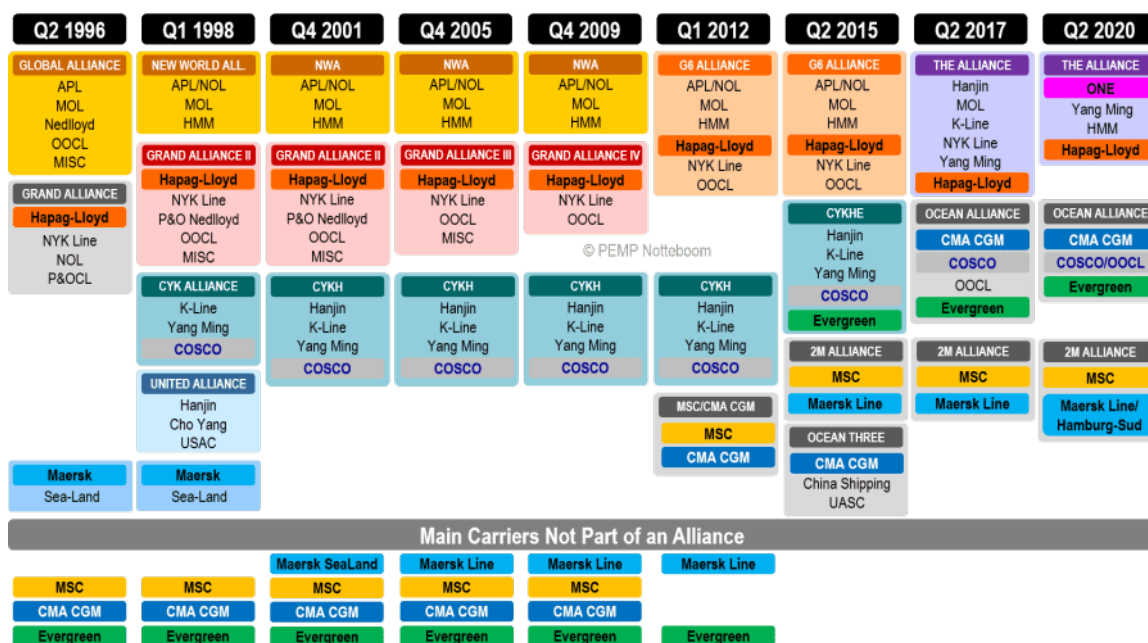 Q2 1996
Q1 1998
Q4 2001
Q4 2005
Q4 2009
Q1 2012
Q2 2015
Q2 2017
Q2 2020
GLOBAL ALLIANCE
APL
MOL
Nedlloyd
OOCL
MISC
GRAND ALLIANCE
Hapag-Lloyd
NYK Line
NOL
P&OCL
Maersk
Sea-Land
NEW WORLD ALL.
APL/NOL
MOL
HMM
GRAND ALLIANCE II
Hapag-Lloyd
NYK Line
P&O Nedlloyd
OOCL
MISC
CYK ALLIANCE
K-Line
Yang Ming
COSCO
UNITED ALLIANCE
Hanjin
Cho Yang
USAC
Maersk
Sea-Land
NWA
APL/NOL
MOL
HMM
GRAND ALLIANCE II
Hapag-Lloyd
NYK Line
P&O Nedlloyd
OOCL
MISC
CYKH
Hanjin
K-Line
Yang Ming
COSCO
NWA
APL/NOL
MOL
HMM
GRAND ALLIANCE III
Hapag-Lloyd
NYK Line
OOCL
MISC
CYKH
Hanjin
K-Line
Yang Ming
COSCO
NWA
APL/NOL
MOL
HMM
GRAND ALLIANCE IV
Hapag-Lloyd
NYK Line
OOCL
© PEMP Notteboom
CYKH
Hanjin
K-Line
Yang Ming
COSCO
G6 ALLIANCE
APL/NOL
MOL
HMM
Hapag-Lloyd
NYK Line
OOCL
CYKH
Hanjin
K-Line
Yang Ming
COSCO
MSC/CMA CGM
MSC
CMA CGM
G6 ALLIANCE
APL/NOL
MOL
HMM
Hapag-Lloyd
NYK Line
OOCL
CYKHE
Hanjin
K-Line
Yang Ming
COSCO
Evergreen
2M ALLIANCE
MSC
Maersk Line
OCEAN THREE
CMA CGM
China Shipping
UASC
THE ALLIANCE
Hanjin
MOL
K-Line
NYK Line
Yang Ming
Hapag-Lloyd
OCEAN ALLIANCE
CMA CGM
COSCO
OOCL
Evergreen
2M ALLIANCE
MSC
Maersk Line
THE ALLIANCE
ONE
Yang Ming
HMM
Hapag-Lloyd
OCEAN ALLIANCE
CMA CGM
COSCO/OOCL
Evergreen
2M ALLIANCE
MSC
Maersk Line/
Hamburg-Sud
Main Carriers Not Part of an Alliance
MSC
CMA CGM
Evergreen
MSC
CMA CGM
Evergreen
Maersk SeaLand
MSC
CMA CGM
Evergreen
Maersk Line
MSC
CMA CGM
Evergreen
Maersk Line
MSC
CMA CGM
Evergreen
Maersk Line
Evergreen